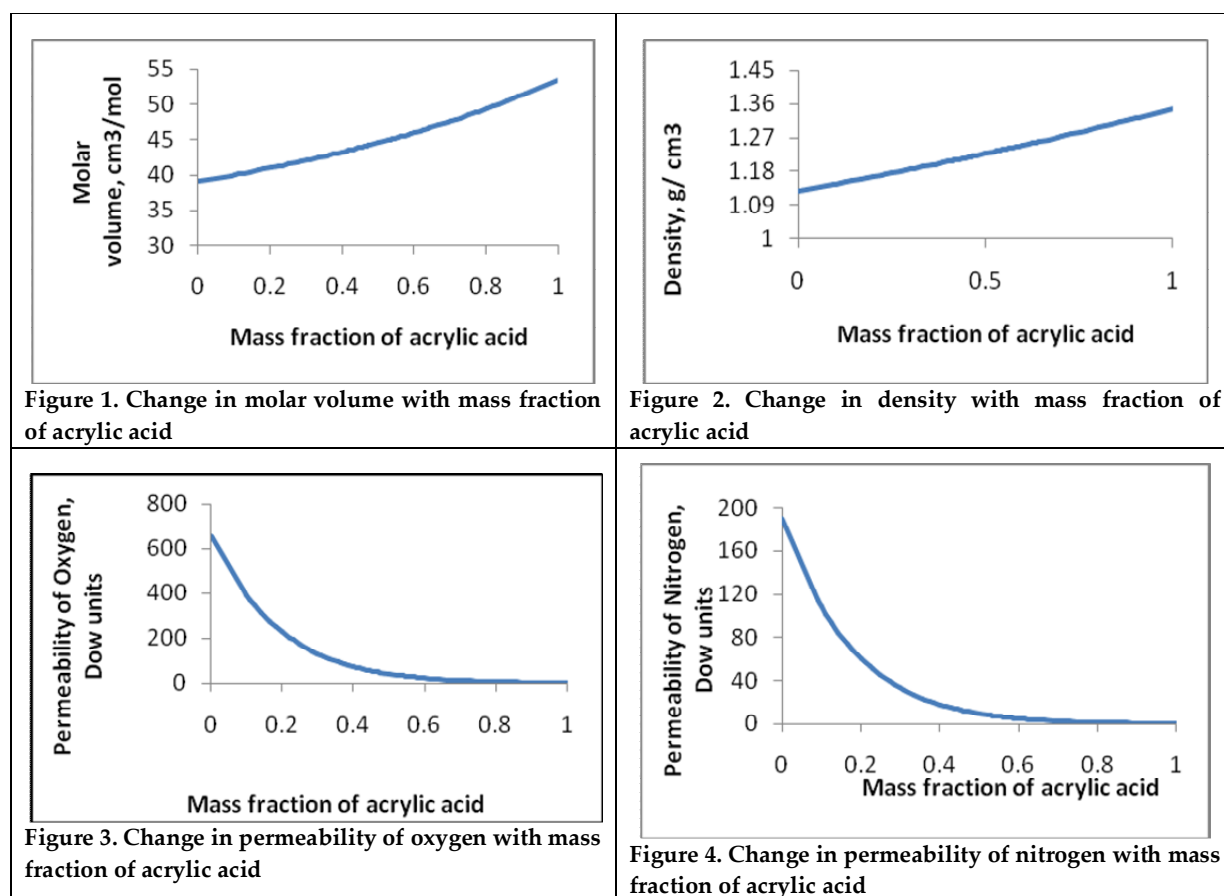 55
50
45
40
35
30
Molar
volume, cm3/mol
0 0.2 0.4 0.6 0.8 1
Mass fraction of acrylic acid
Figure 1. Change in molar volume with mass fraction
of acrylic acid
1.45
1.36
1.27
1.18
1.09
1
Density, g/ cm3
0 0.5 1
Mass fraction of acrylic acid
Figure 2. Change in density with mass fraction of
acrylic acid
800
600
400
200
0
Permeability of Oxygen,
Dow units
0 0.2 0.4 0.6 0.8 1
Mass fraction of acrylic acid
Figure 3. Change in permeability of oxygen with mass
fraction of acrylic acid
200
160
120
80
40
0
Permeability of Nitrogen,
Dow units
0 0.2 0.4 0.6 0.8 1
Mass fraction of acrylic acid
Figure 4. Change in permeability of nitrogen with mass
fraction of acrylic acid